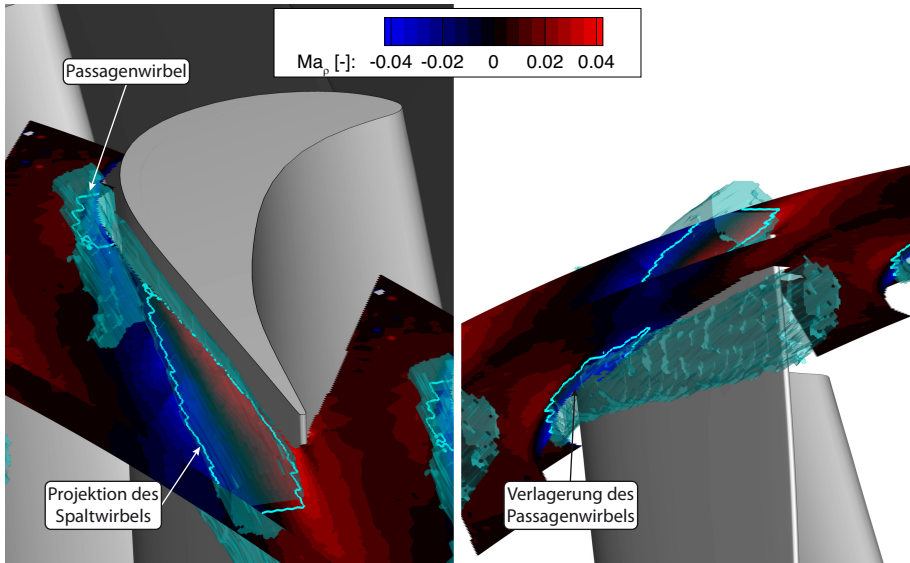 Ma_ρ [-]: -0.04 -0.02 0 0.02 0.04
Passagenwirbel
Projektion des
Spaltwirbels
Verlagerung des
Passagenwirbels